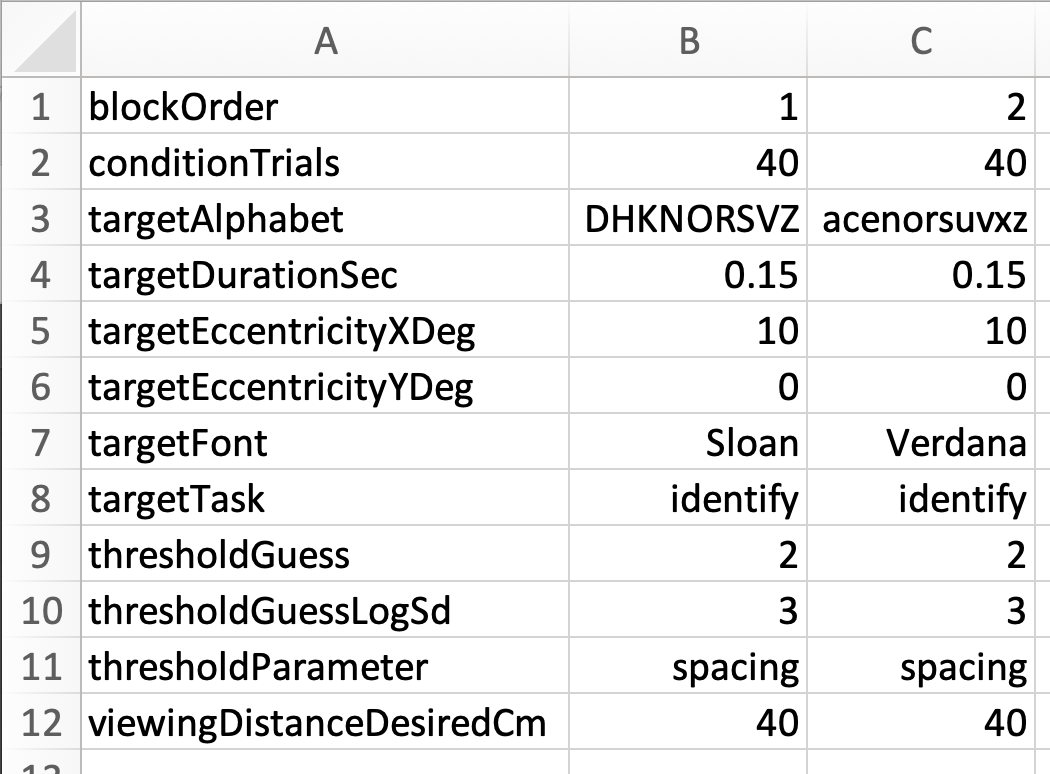 A B C
1 blockOrder 1 2
2 conditionTrials 40 40
3 targetAlphabet DHKNORSVZ acenorsuvxz
4 targetDurationSec 0.15 0.15
5 targetEccentricityXDeg 10 10
6 targetEccentricityYDeg 0 0
7 targetFont Sloan Verdana
8 targetTask identify identify
9 thresholdGuess 2 2
10 thresholdGuessLogSd 3 3
11 thresholdParameter spacing spacing
12 viewingDistanceDesiredCm 40 40
13